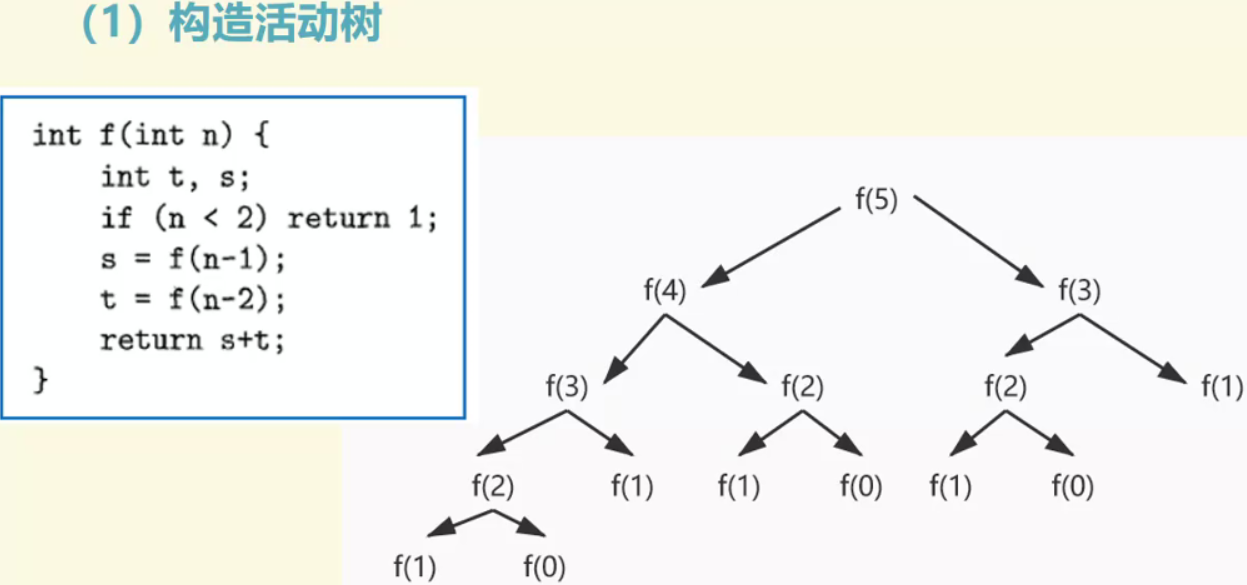 （1）构造活动树
int f(int n) {
    int t, s;
    if (n < 2) return 1;
    s = f(n-1);
    t = f(n-2);
    return s+t;
}
f(5)
f(4) f(3)
f(3) f(2) f(2) f(1)
f(2) f(1) f(1) f(0) f(1) f(0)
f(1) f(0)